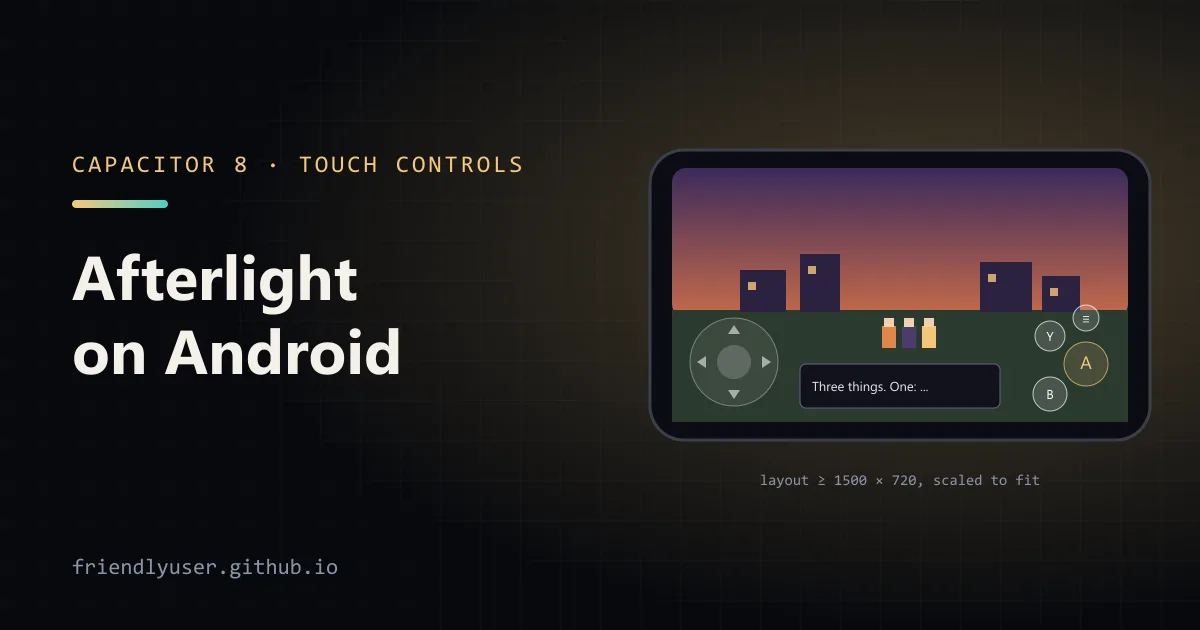 CAPACITOR 8 · TOUCH CONTROLS
Afterlight
on Android
Three things. One: …
Y
A
B
layout ≥ 1500 × 720, scaled to fit
friendlyuser.github.io